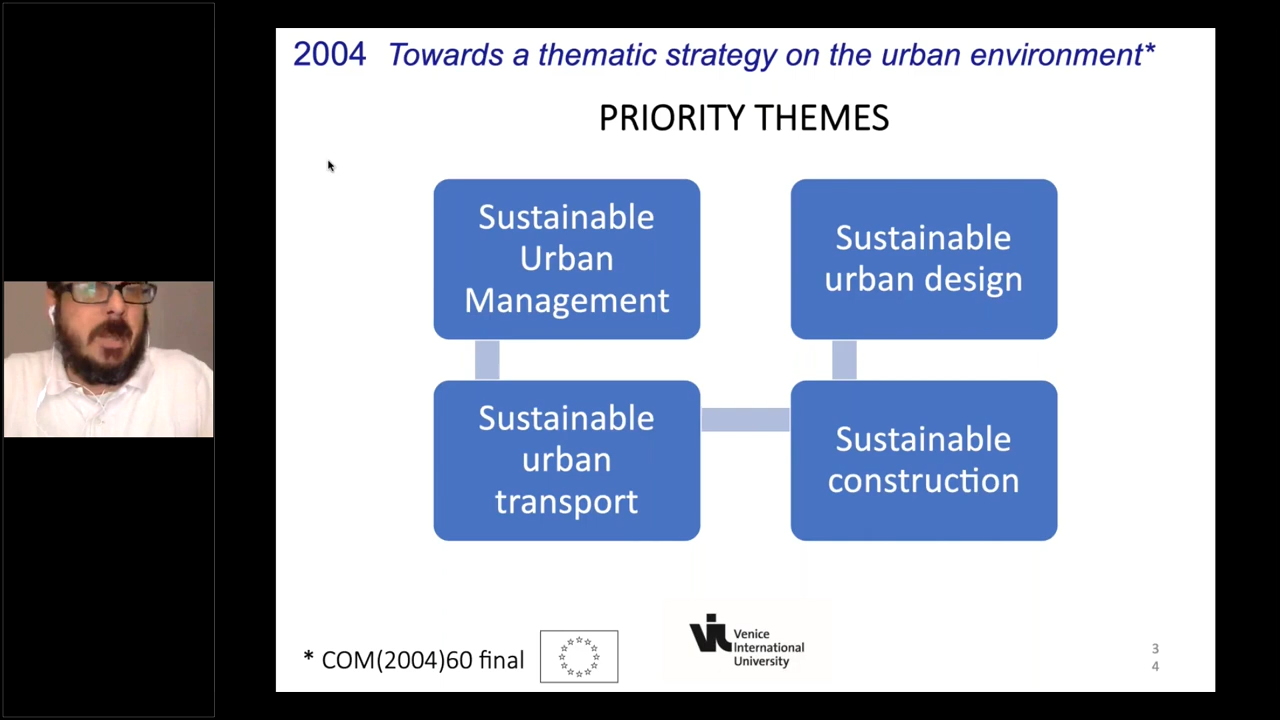 2004 Towards a thematic strategy on the urban environment*
PRIORITY THEMES
Sustainable
Urban
Management
Sustainable
urban design
Sustainable
urban
transport
Sustainable
construction
* COM(2004)60 final
Venice
International
University
3
4